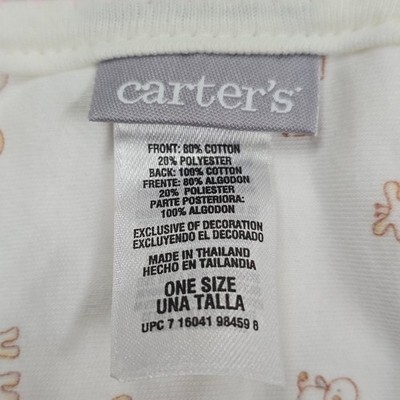 carter's
FRONT: 80% COTTON
20% POLYESTER
BACK: 100% COTTON
FRENTE: 80% ALGODON
20% POLIESTER
PARTE POSTERIORA:
100% ALGODON
EXCLUSIVE OF DECORATION
EXCLUYENDO EL DECORADO
MADE IN THAILAND
HECHO EN TAILANDIA
ONE SIZE
UNA TALLA
UPC 7 16041 98459 8